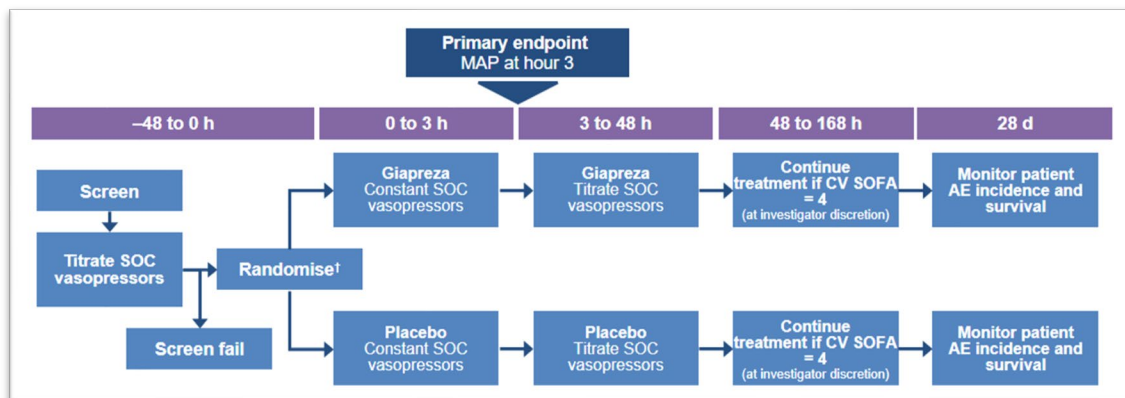 Primary endpoint
MAP at hour 3
–48 to 0 h
0 to 3 h
3 to 48 h
48 to 168 h
28 d
Screen
Titrate SOC
vasopressors
Screen fail
Randomise†
Giapreza
Constant SOC
vasopressors
Giapreza
Titrate SOC
vasopressors
Continue
treatment if CV SOFA
= 4
(at investigator discretion)
Monitor patient
AE incidence and
survival
Placebo
Constant SOC
vasopressors
Placebo
Titrate SOC
vasopressors
Continue
treatment if CV SOFA
= 4
(at investigator discretion)
Monitor patient
AE incidence and
survival